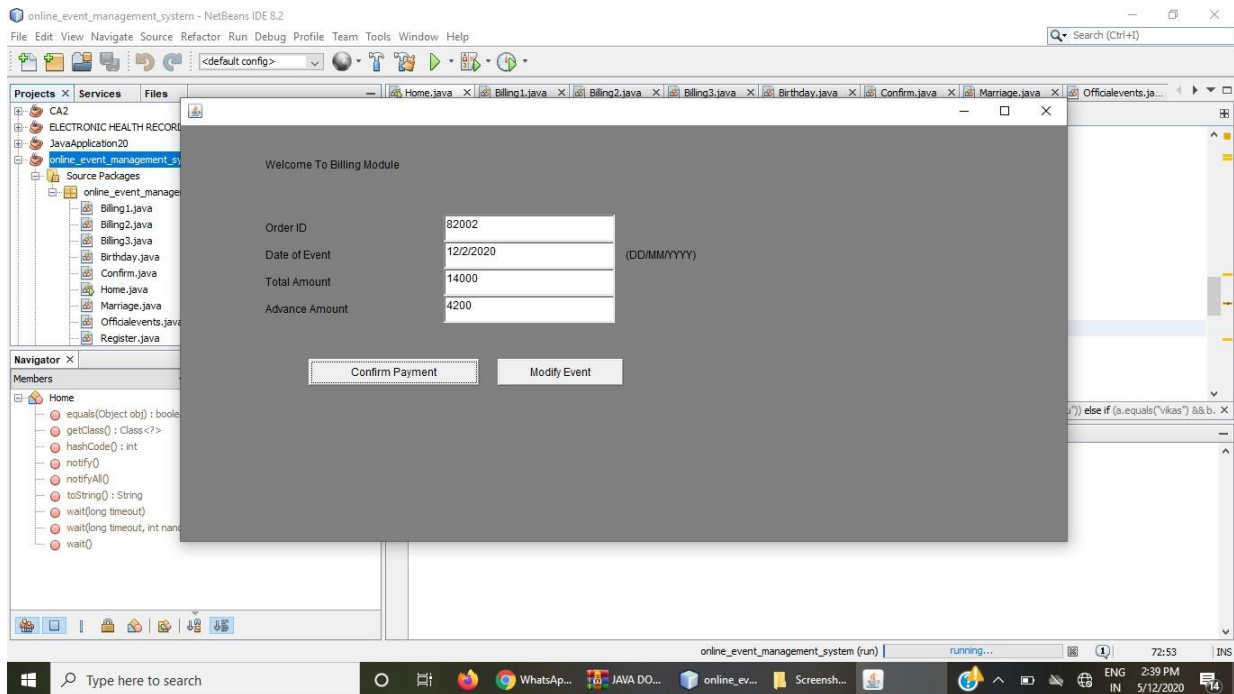 online_event_management_system - NetBeans IDE 8.2
File Edit View Navigate Source Refactor Run Debug Profile Team Tools Window Help
Search (Ctrl+I)
<default config>
Projects Services Files
Home.java Billing1.java Billing2.java Billing3.java Birthday.java Confirm.java Marriage.java Officialevents.ja...
CA2
ELECTRONIC HEALTH RECORD
JavaApplication20
online_event_management_sy
Source Packages
online_event_manage
Billing1.java
Billing2.java
Billing3.java
Birthday.java
Confirm.java
Home.java
Marriage.java
Officialevents.java
Register.java
Welcome To Billing Module
Order ID 82002
Date of Event 12/2/2020 (DD/MM/YYYY)
Total Amount 14000
Advance Amount 4200
Confirm Payment Modify Event
Navigator
Members
Home
equals(Object obj) : boole
getClass() : Class<?>
hashCode() : int
notify()
notifyAll()
toString() : String
wait(long timeout)
wait(long timeout, int nano
wait()
")) else if (a.equals("vikas") && b.
online_event_management_system (run) running... 1 72:53 INS
Type here to search
WhatsAp... JAVA DO... online_ev... Screensh...
ENG 2:39 PM
IN 5/12/2020 14